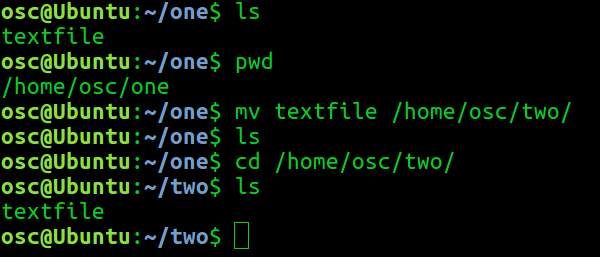 osc@Ubuntu:~/one$ ls
textfile
osc@Ubuntu:~/one$ pwd
/home/osc/one
osc@Ubuntu:~/one$ mv textfile /home/osc/two/
osc@Ubuntu:~/one$ ls
osc@Ubuntu:~/one$ cd /home/osc/two/
osc@Ubuntu:~/two$ ls
textfile
osc@Ubuntu:~/two$